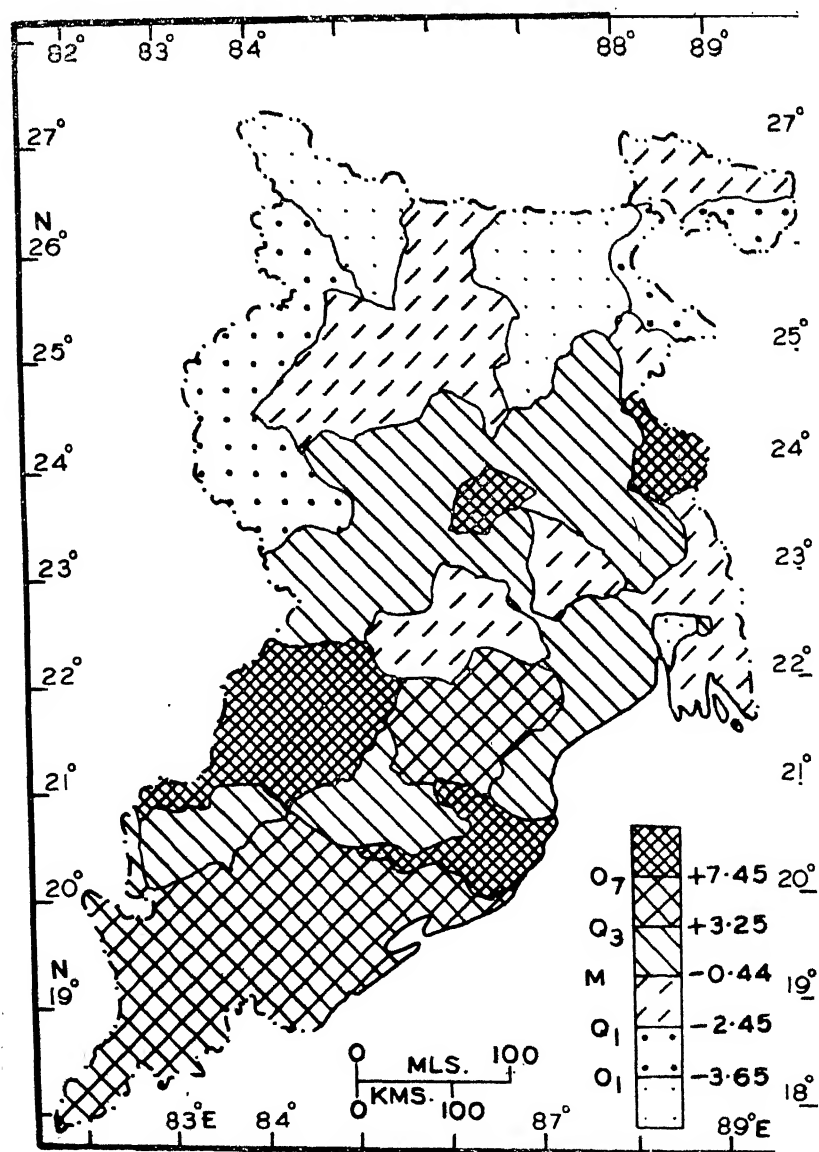 82° 83° 84° 88° 89°
27° 27°
N
26° 26°
25° 25°
24° 24°
23° 23°
22° 22°
21° 21°
O7 +7·45 20°
20°
Q3 +3·25
N M -0·44 19°
19°
Q1 -2·45
0 MLS. 100
O1 -3·65
KMS.
0 100 18°
83°E 84° 87° 89°E